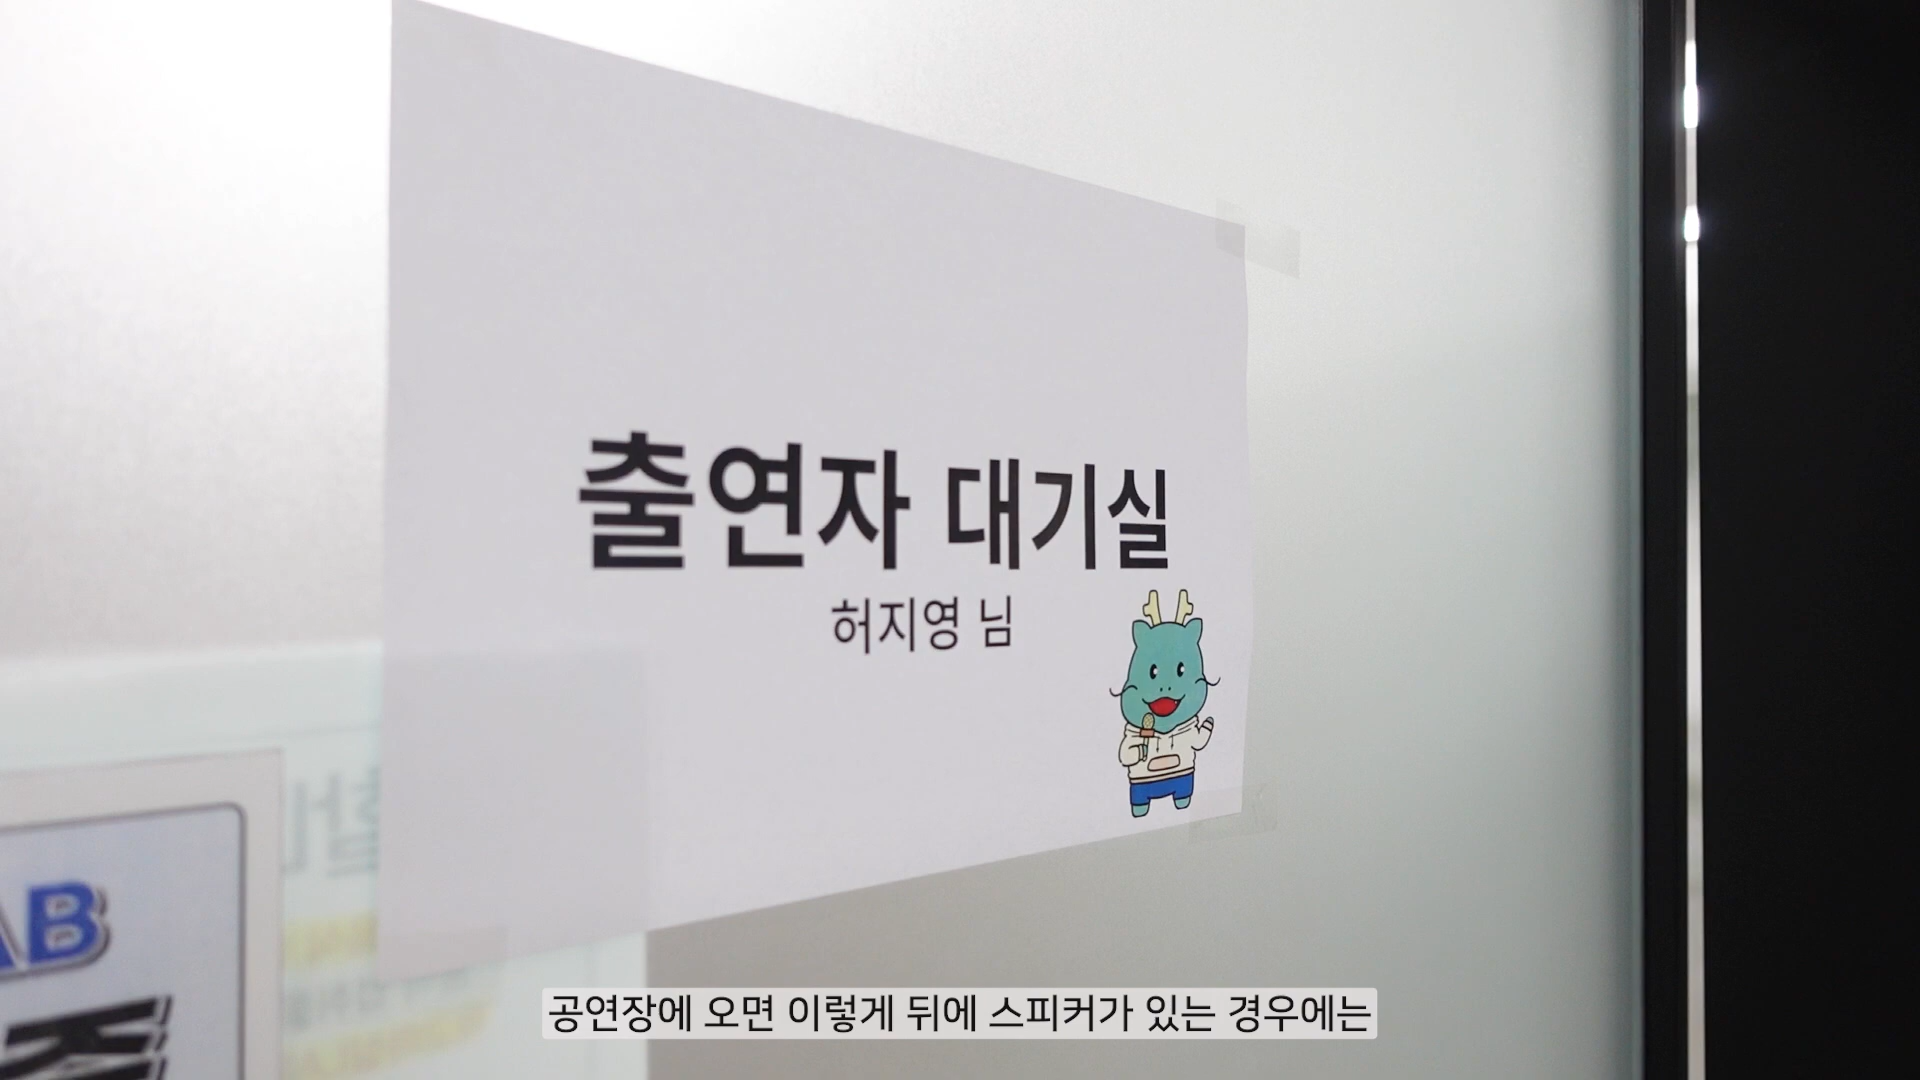 출연자 대기실
허지영 님
AB
공연장에 오면 이렇게 뒤에 스피커가 있는 경우에는